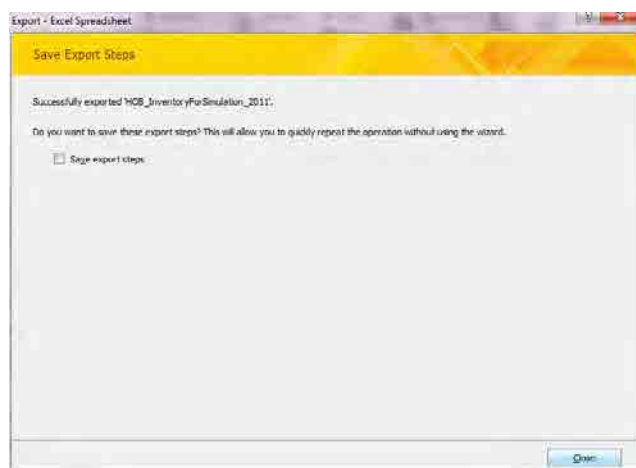 Export - Excel Spreadsheet
Save Export Steps
Successfully exported 'HOB_InventoryForSimulation_2011'.
Do you want to save these export steps? This will allow you to quickly repeat the operation without using the wizard.
Save export steps
Close